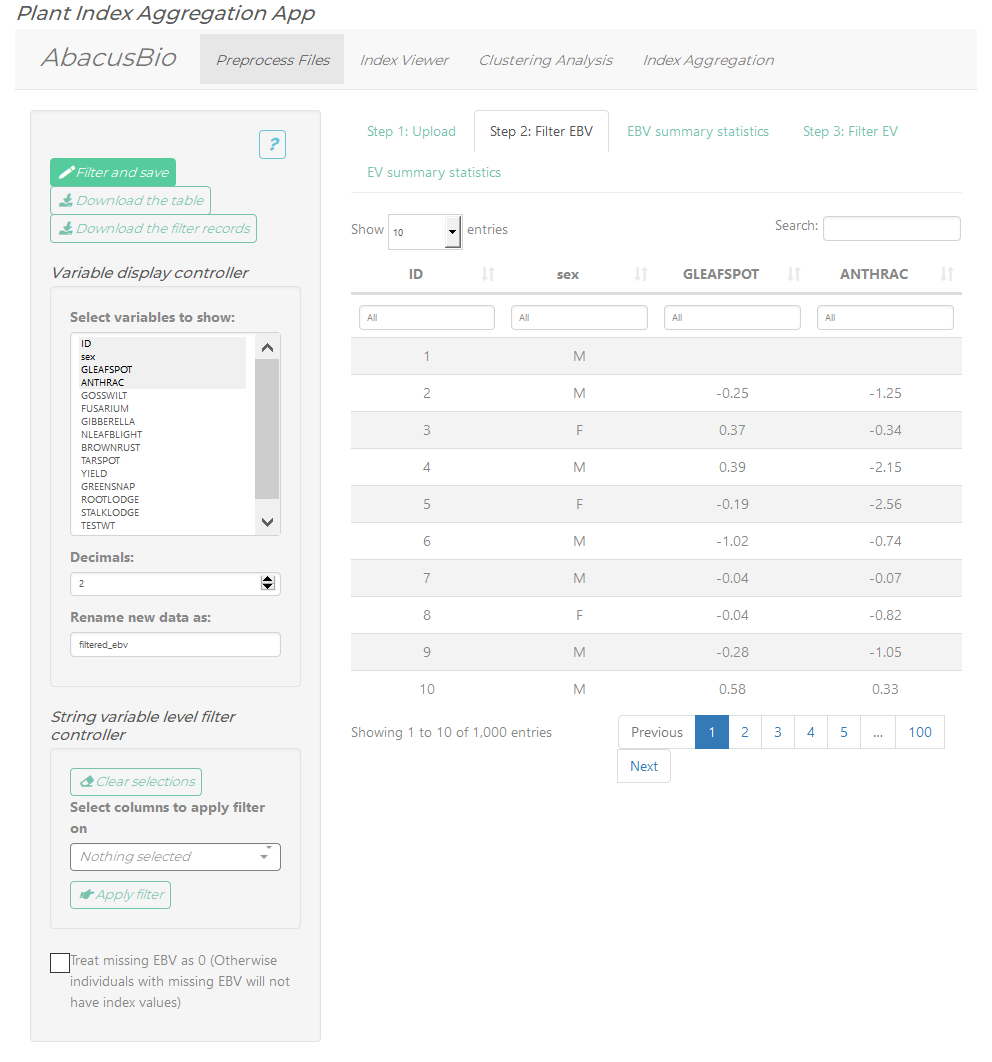 Plant Index Aggregation App
AbacusBio Preprocess Files Index Viewer Clustering Analysis Index Aggregation
?
Filter and save
Download the table
Download the filter records
Variable display controller
Select variables to show:
ID
sex
GLEAFSPOT
ANTHRAC
GOSSWILT
FUSARIUM
GIBBERELLA
NLEAFBLIGHT
BROWNRUST
TARSPOT
YIELD
GREENSNAP
ROOTLODGE
STALKLODGE
TESTWT
Decimals:
2
Rename new data as:
filtered_ebv
String variable level filter
controller
Clear selections
Select columns to apply filter
on
Nothing selected
Apply filter
Treat missing EBV as 0 (Otherwise
individuals with missing EBV will not
have index values)
Step 1: Upload Step 2: Filter EBV EBV summary statistics Step 3: Filter EV
EV summary statistics
Show 10 entries Search:
ID sex GLEAFSPOT ANTHRAC
All All All All
1 M
2 M -0.25 -1.25
3 F 0.37 -0.34
4 M 0.39 -2.15
5 F -0.19 -2.56
6 M -1.02 -0.74
7 M -0.04 -0.07
8 F -0.04 -0.82
9 M -0.28 -1.05
10 M 0.58 0.33
Showing 1 to 10 of 1,000 entries Previous 1 2 3 4 5 ... 100
Next